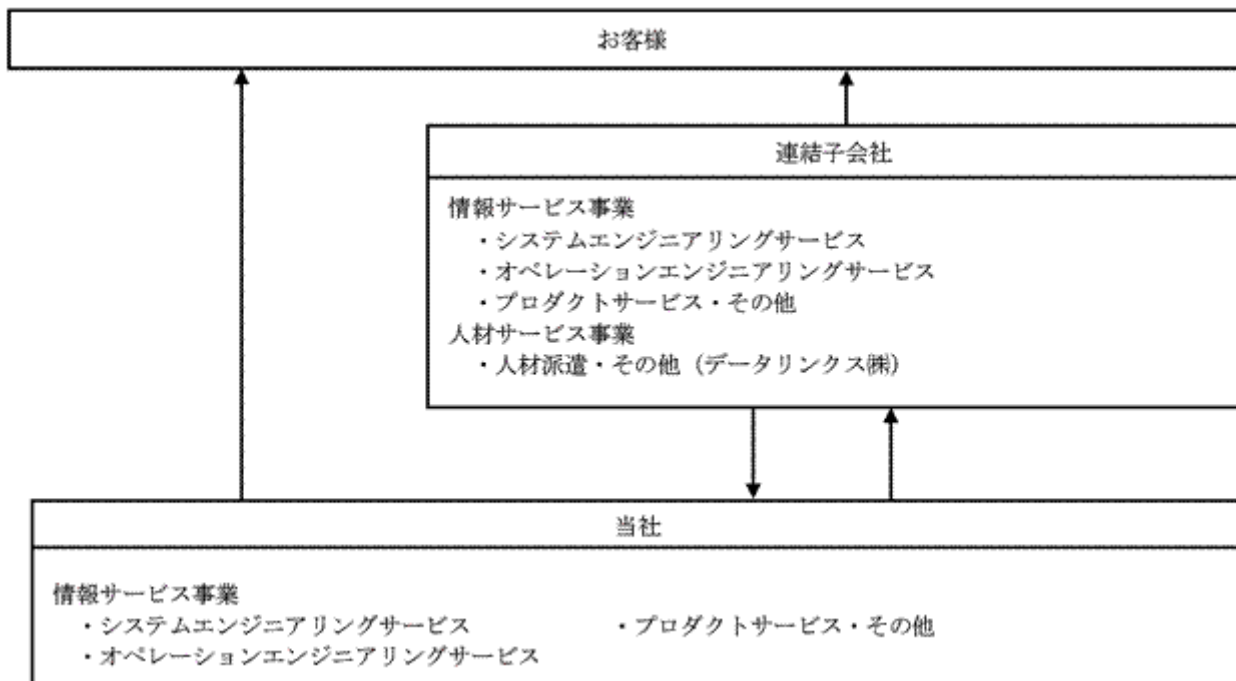 お客様
連結子会社
情報サービス事業
・システムエンジニアリングサービス
・オペレーションエンジニアリングサービス
・プロダクトサービス・その他
人材サービス事業
・人材派遣・その他（データリンクス㈱）
当社
情報サービス事業
・システムエンジニアリングサービス ・プロダクトサービス・その他
・オペレーションエンジニアリングサービス